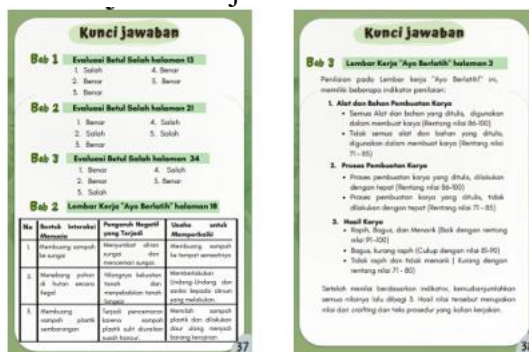 Kunci jawaban
Bab 1 Evaluasi Betul Salah halaman 13
1. Salah 4. Benar
2. Benar 5. Benar
3. Benar
Bab 2 Evaluasi Betul Salah halaman 21
1. Benar 4. Salah
2. Salah 5. Salah
3. Benar
Bab 3 Evaluasi Betul Salah halaman 34
1. Benar 4. Salah
2. Benar 5. Benar
3. Salah
Bab 2 Lembar Kerja "Ayo Berlatih" halaman 18
No Bentuk Interaksi Pengaruh Negatif Usaha untuk
Manusia yang Terjadi Memperbaiki
1. Membuang sampah Menyumbat aliran Membuang sampah
ke sungai sungai dan ke tempat semestinya
mencemari sungai.
2. Menebang pohon Hilangnya kekuatan Memberlakukan
di hutan secara tanah dan Undang-Undang dan
ilegal menyebabkan tanah sanksi kepada oknum
longsor yang melakukan.
3. Membuang Terjadi pencemaran Memilah sampah
sampah plastik karena sampah plastik dan dilakukan
sembarangan plastik sulit diuraikan daur ulang menjadi
susah hancur. barang kerajinan
37
Kunci jawaban
Bab 3 Lembar Kerja "Ayo Berlatih" halaman 3
Penilaian pada Lembar kerja "Ayo Berlatih!" ini,
memiliki beberapa indikator penilaian:
1. Alat dan Bahan Pembuatan Karya
• Semua Alat dan bahan yang ditulis, digunakan
dalam membuat karya (Rentang nilai 86-100)
• Tidak semua alat dan bahan yang ditulis,
digunakan dalam membuat karya (Rentang nilai
71-85)
2. Proses Pembuatan Karya
• Proses pembuatan karya yang ditulis, dilakukan
dengan tepat (Rentang nilai 86-100)
• Proses pembuatan karya yang ditulis, tidak
dilakukan dengan tepat (Rentang nilai 71 - 85)
3. Hasil Karya
• Rapih, Bagus, dan Menarik (Baik dengan rentang
nilai 91-100)
• Bagus, kurang rapih (Cukup dengan nilai 81-90)
• Tidak rapih dan tidak menarik ( Kurang dengan
rentang nilai 71 - 80)
Setelah menilai berdasarkan indikator, kemudian jumlahkan
semua nilainya lalu dibagi 3. Hasil nilai tersebut merupakan
nilai dari crafting dan teks prosedur yang kalian kerjakan.